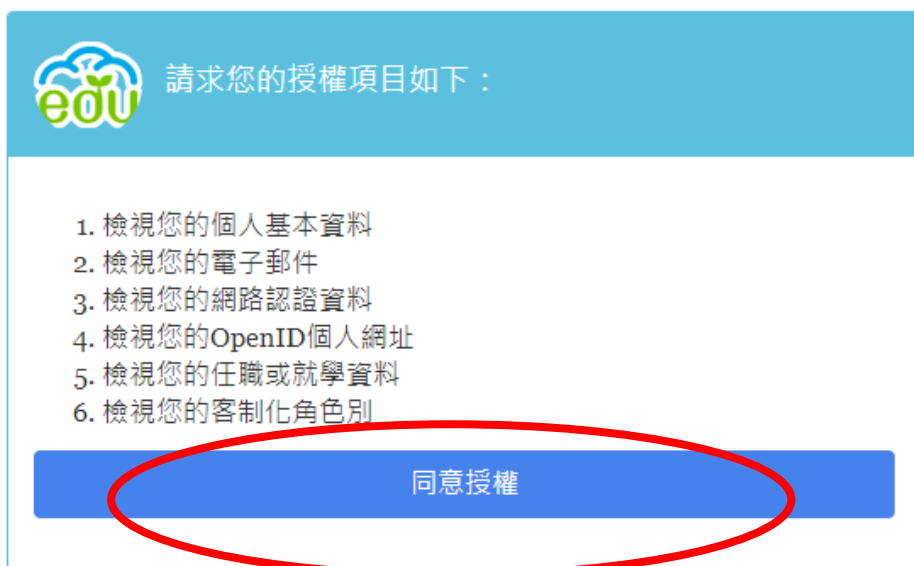 edu
請求您的授權項目如下：
1. 檢視您的個人基本資料
2. 檢視您的電子郵件
3. 檢視您的網路認證資料
4. 檢視您的OpenID個人網址
5. 檢視您的任職或就學資料
6. 檢視您的客制化角色別
同意授權